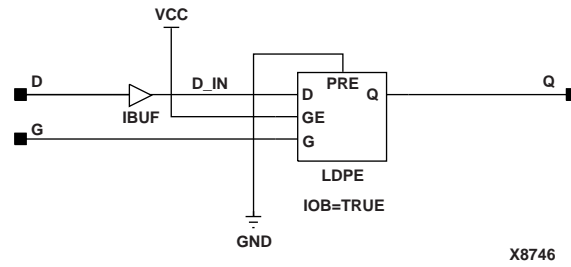 VCC
D
D_IN
PRE
Q
D
Q
IBUF
GE
G
G
LDPE
IOB=TRUE
GND
X8746